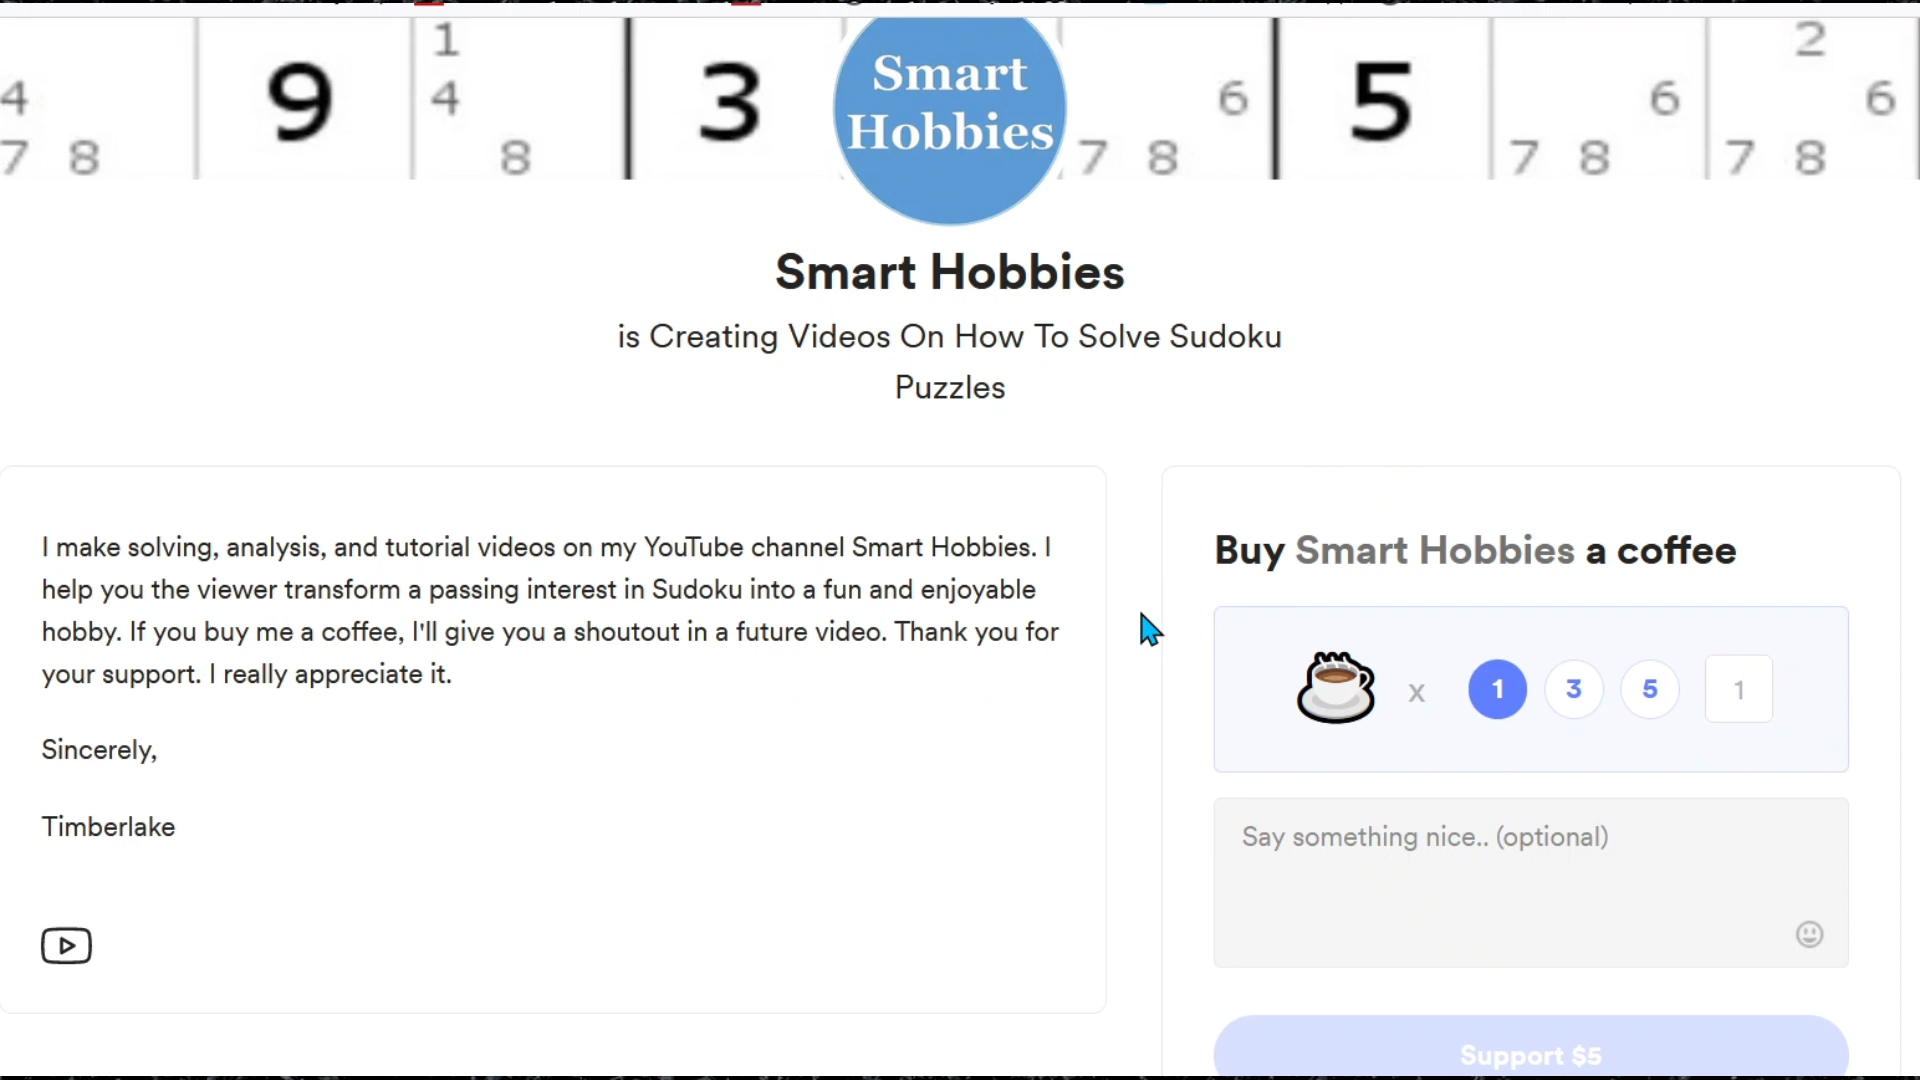 1
2
4 9 4 3 6 5 6 6
7 8 8 7 8 7 8 7 8
Smart
Hobbies
Smart Hobbies
is Creating Videos On How To Solve Sudoku
Puzzles
I make solving, analysis, and tutorial videos on my YouTube channel Smart Hobbies. I
help you the viewer transform a passing interest in Sudoku into a fun and enjoyable
hobby. If you buy me a coffee, I'll give you a shoutout in a future video. Thank you for
your support. I really appreciate it.
Sincerely,
Timberlake
Buy Smart Hobbies a coffee
x 1 3 5 1
Say something nice.. (optional)
Support $5